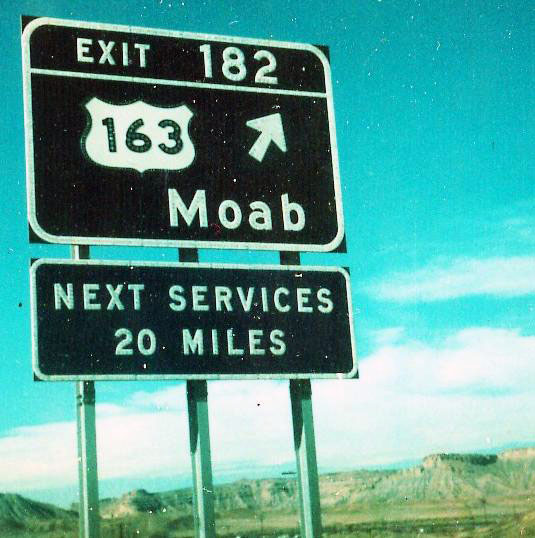 EXIT 182
163
Moab
NEXT SERVICES
20 MILES